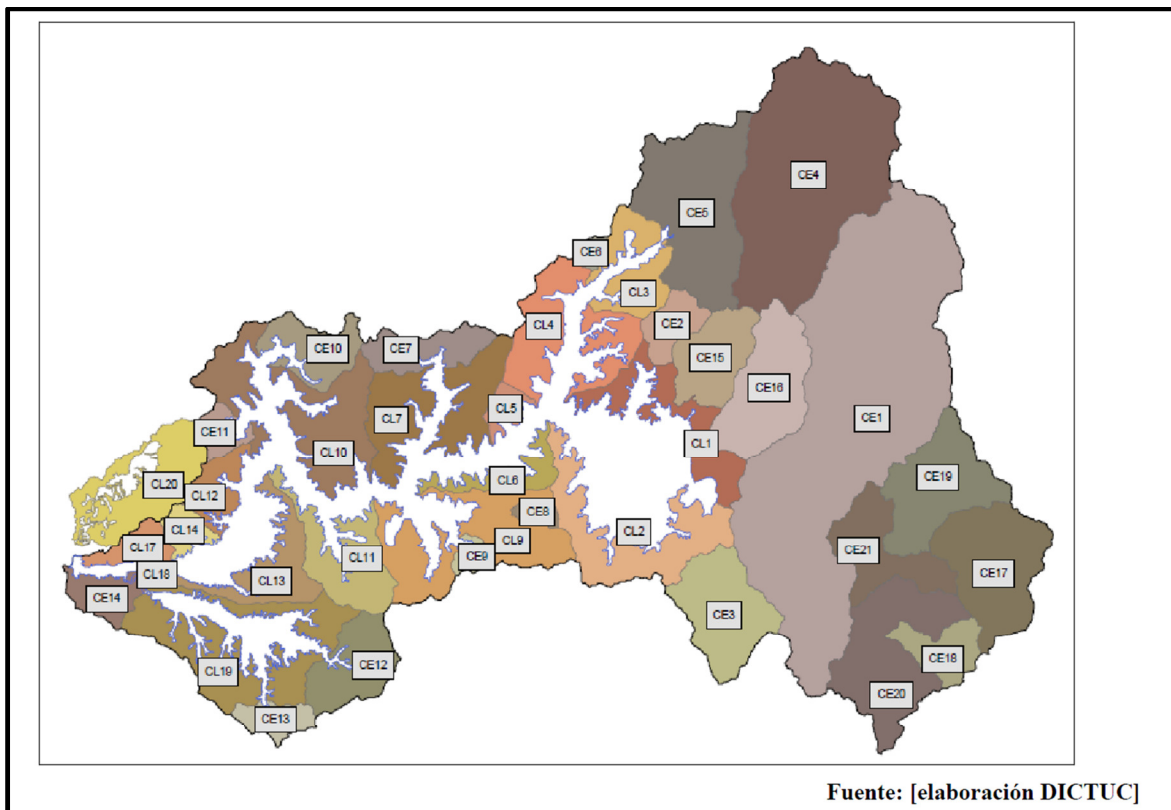 CE4
CE5
CE6
CL3
CL4
CE2
CE10
CE7
CE15
CE16
CL5
CE1
CL7
CE11
CL1
CL10
CE19
CL20
CL6
CL12
CE8
CL14
CL2
CL9
CE21
CL17
CE9
CL11
CE17
CL18
CL13
CE14
CE3
CE18
CE12
CL19
CE20
CE13
Fuente: [elaboración DICTUC]